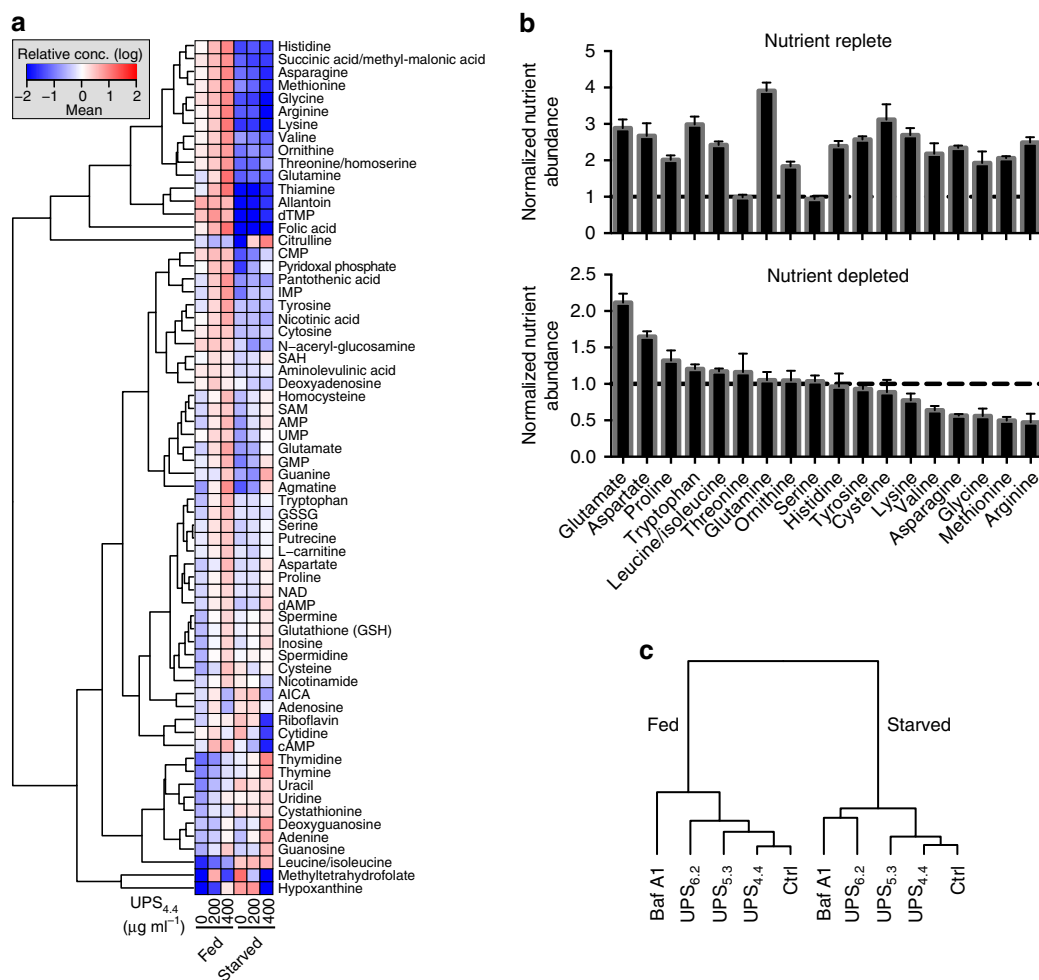 a
Relative conc. (log)
−2 −1 0 1 2
Mean
Histidine
Succinic acid/methyl-malonic acid
Asparagine
Methionine
Glycine
Arginine
Lysine
Valine
Ornithine
Threonine/homoserine
Glutamine
Thiamine
Allantoin
dTMP
Folic acid
Citrulline
CMP
Pyridoxal phosphate
Pantothenic acid
IMP
Tyrosine
Nicotinic acid
Cytosine
N−aceryl−glucosamine
SAH
Aminolevulinic acid
Deoxyadenosine
Homocysteine
SAM
AMP
UMP
Glutamate
GMP
Guanine
Agmatine
Tryptophan
GSSG
Serine
Putrecine
L−carnitine
Aspartate
Proline
NAD
dAMP
Spermine
Glutathione (GSH)
Inosine
Spermidine
Cysteine
Nicotinamide
AICA
Adenosine
Riboflavin
Cytidine
cAMP
Thymidine
Thymine
Uracil
Uridine
Cystathionine
Deoxyguanosine
Adenine
Guanosine
Leucine/isoleucine
Methyltetrahydrofolate
Hypoxanthine
UPS4.4
(µg ml−1)
0 200 400 0 200 400
Fed Starved
b
Nutrient replete
Normalized nutrient
abundance
5
4
3
2
1
0
Nutrient depleted
Normalized nutrient
abundance
2.5
2.0
1.5
1.0
0.5
0.0
Glutamate
Aspartate
Proline
Tryptophan
Leucine/isoleucine
Threonine
Glutamine
Ornithine
Serine
Histidine
Tyrosine
Cysteine
Lysine
Valine
Asparagine
Glycine
Methionine
Arginine
c
Fed Starved
Baf A1 UPS6.2 UPS5.3 UPS4.4 Ctrl Baf A1 UPS6.2 UPS5.3 UPS4.4 Ctrl